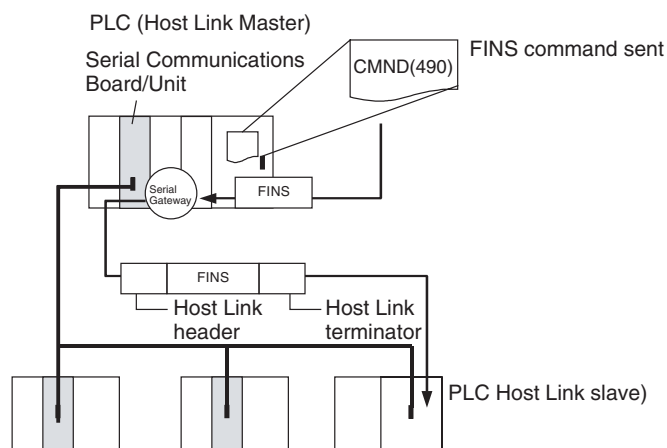 PLC (Host Link Master)
Serial Communications
Board/Unit
FINS command sent
CMND(490)
Serial
Gateway
FINS
FINS
Host Link
header
Host Link
terminator
PLC Host Link slave)